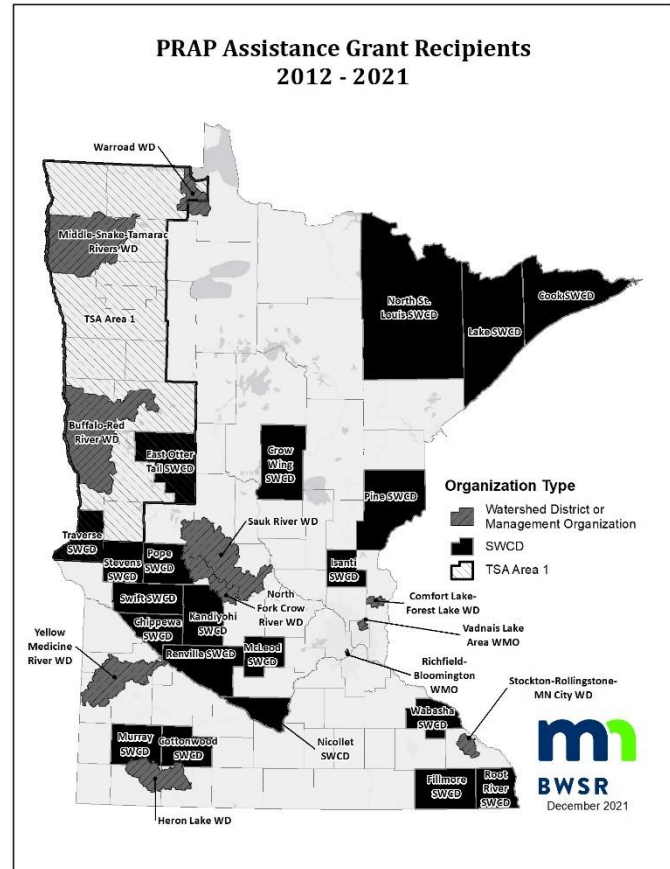 PRAP Assistance Grant Recipients
2012 - 2021
Warroad WD
Middle-Snake-Tamarac
Rivers WD
TSA Area 1
North St.
Louis SWCD
Lake SWCD
Cook SWCD
Buffalo-Red
River WD
East Otter
Tail SWCD
Crow
Wing
SWCD
Pine SWCD
Organization Type
Watershed District or
Management Organization
SWCD
TSA Area 1
Sauk River WD
Traverse
SWCD
Stevens
SWCD
Pope
SWCD
Isanti
SWCD
North
Fork Crow
River WD
Comfort Lake-
Forest Lake WD
Swift SWCD
Chippewa
SWCD
Kandiyohi
SWCD
Vadnais Lake
Area WMO
Yellow
Medicine
River WD
Renville SWCD
McLeod
SWCD
Richfield-
Bloomington
WMO
Stockton-Rollingstone-
MN City WD
Murray
SWCD
Cottonwood
SWCD
Nicollet
SWCD
Wabasha
SWCD
Fillmore
SWCD
Root
River
SWCD
Heron Lake WD
mn
BWSR
December 2021